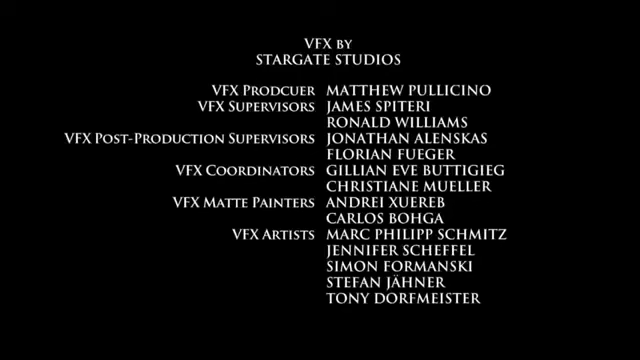 VFX BY
STARGATE STUDIOS
VFX PRODCUER MATTHEW PULLICINO
VFX SUPERVISORS JAMES SPITERI
RONALD WILLIAMS
VFX POST-PRODUCTION SUPERVISORS JONATHAN ALENSKAS
FLORIAN FUEGER
VFX COORDINATORS GILLIAN EVE BUTTIGIEG
CHRISTIANE MUELLER
VFX MATTE PAINTERS ANDREI XUEREB
CARLOS BOHGA
VFX ARTISTS MARC PHILIPP SCHMITZ
JENNIFER SCHEFFEL
SIMON FORMANSKI
STEFAN JÄHNER
TONY DORFMEISTER